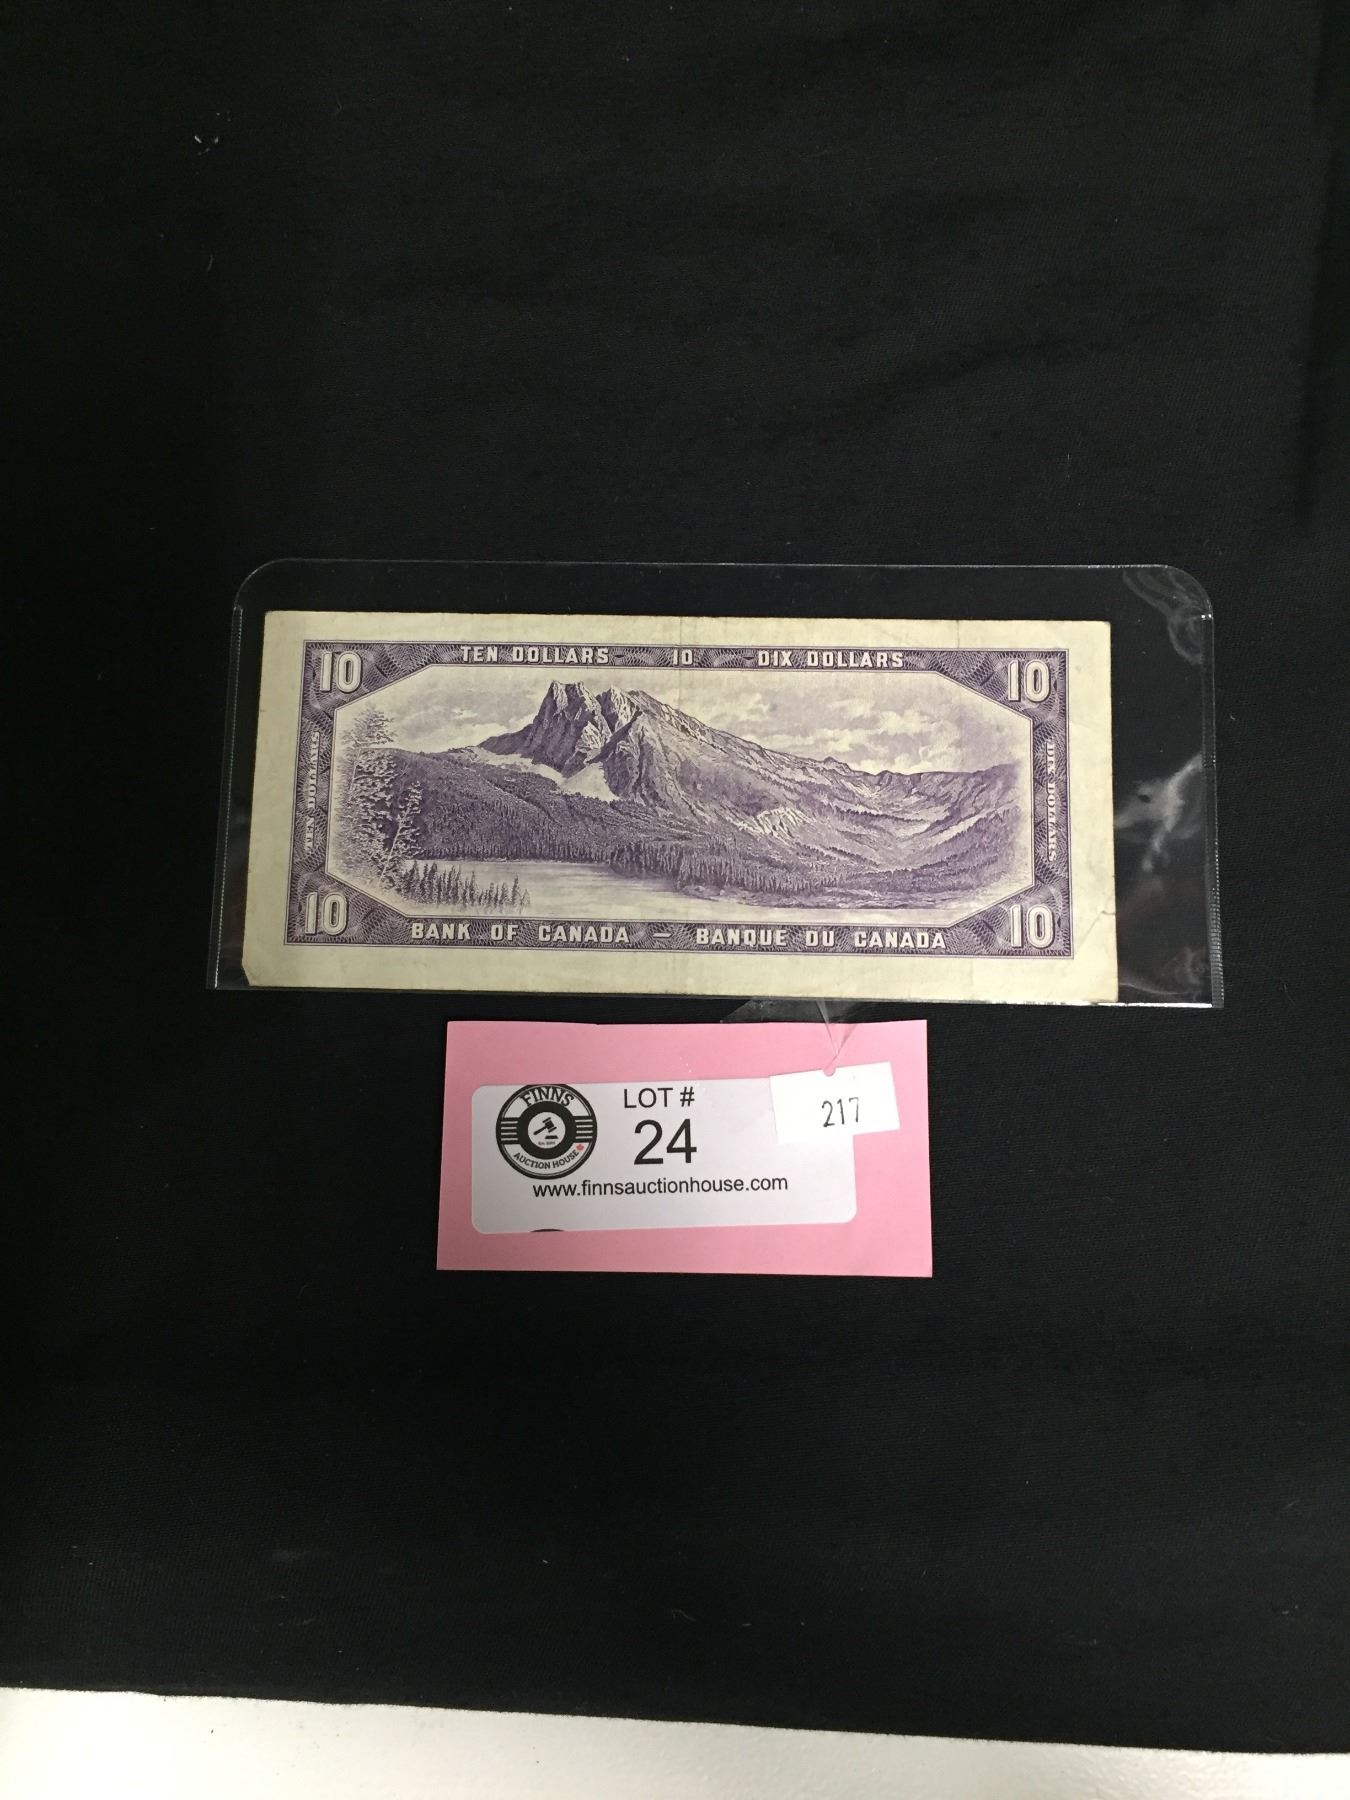 TEN DOLLARS 10 DIX DOLLARS
10 10
TEN DOLLARS
DIX DOLLARS
10 10
BANK OF CANADA – BANQUE DU CANADA
FINNS
AUCTION HOUSE
LOT #
24
217
www.finnsauctionhouse.com